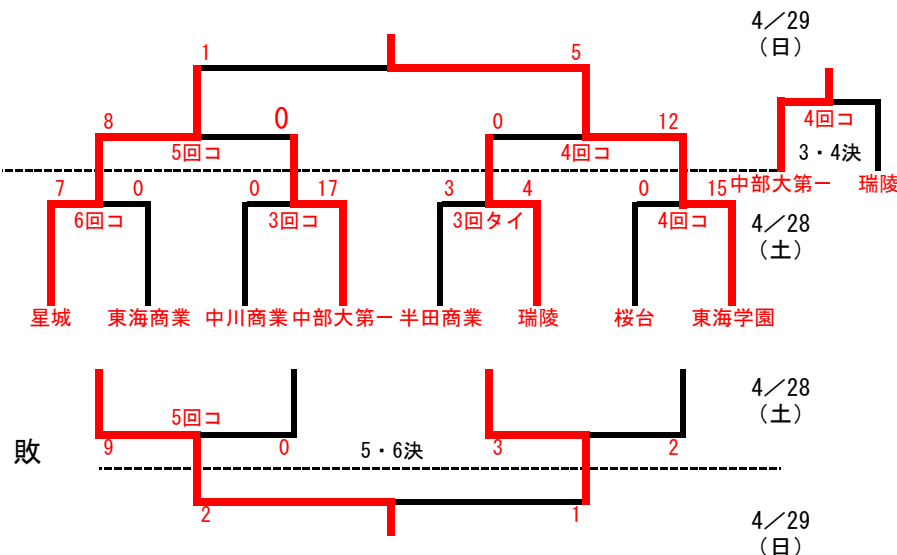 4／29
（日）
1
5
8
0
0
12
5回コ
4回コ
4回コ
3・4決
中部大第一 瑞陵
7
0
0
17
3
4
0
15
6回コ
3回コ
3回タイ
4回コ
4／28
（土）
星城 東海商業 中川商業 中部大第一 半田商業 瑞陵 桜台 東海学園
4／28
（土）
5回コ
敗
9
0
5・6決
3
2
2
1
4／29
（日）